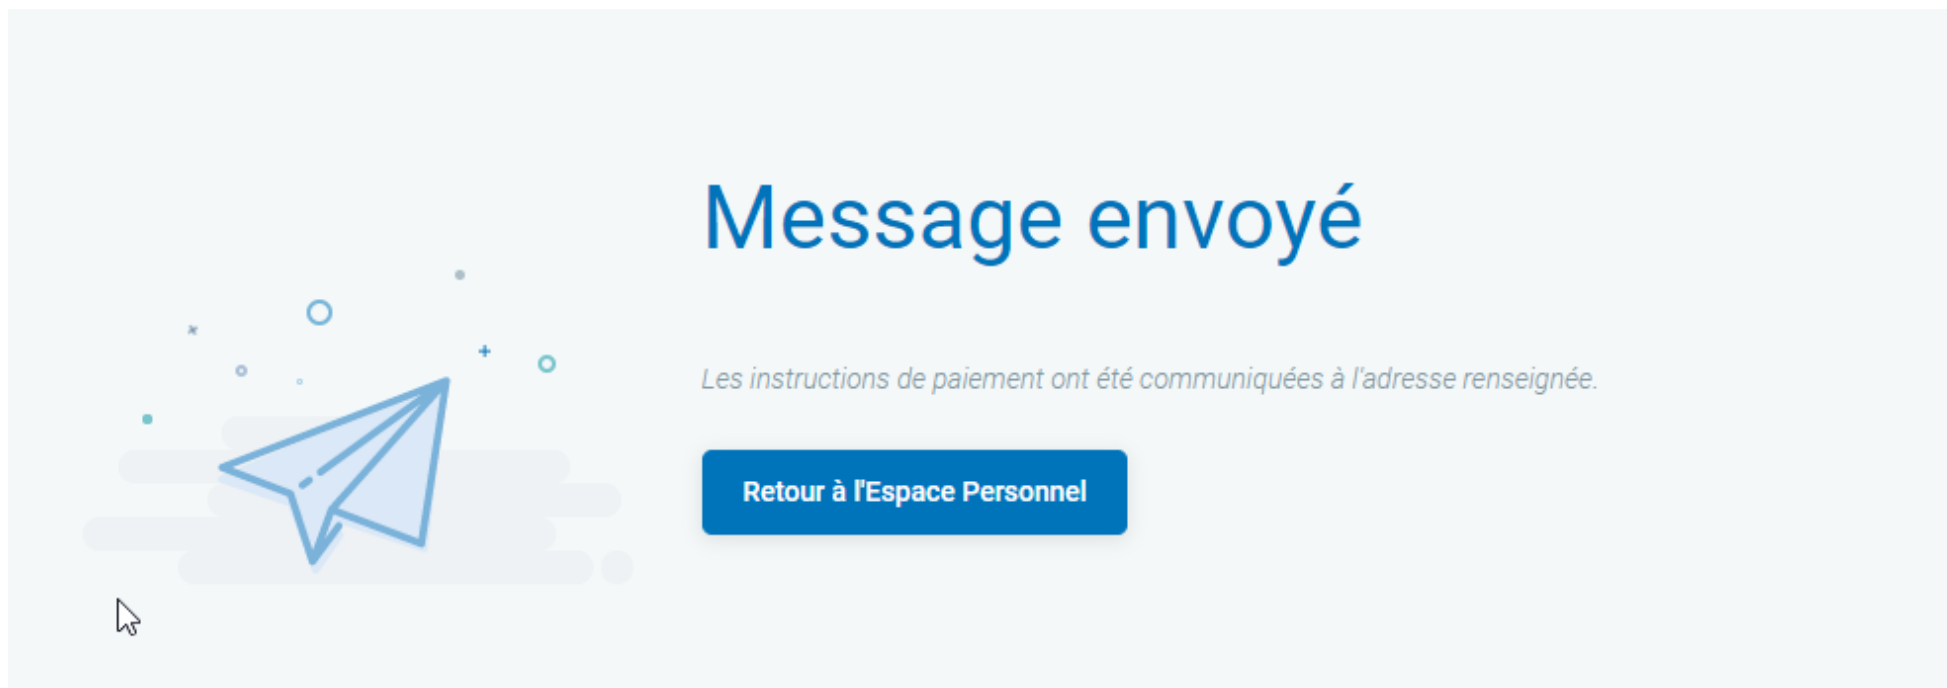 Message envoyé
Les instructions de paiement ont été communiquées à l'adresse renseignée.
Retour à l'Espace Personnel